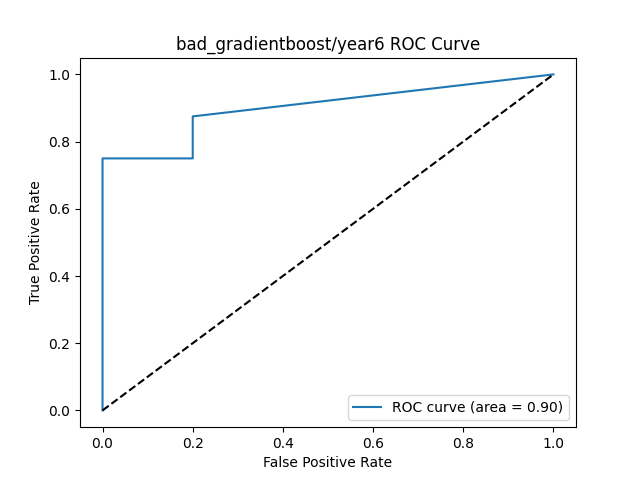 bad_gradientboost/year6 ROC Curve
True Positive Rate
1.0
0.8
0.6
0.4
0.2
0.0
ROC curve (area = 0.90)
0.0 0.2 0.4 0.6 0.8 1.0
False Positive Rate